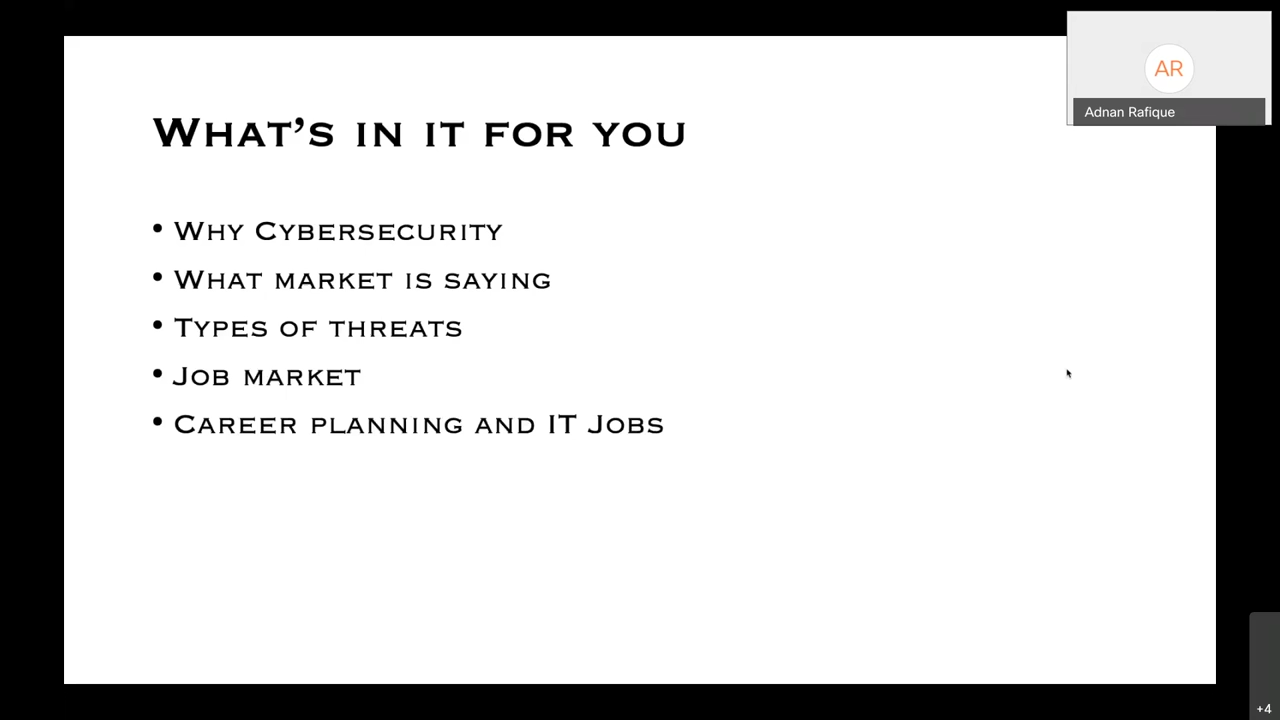 What's in it for you
• Why Cybersecurity
• What market is saying
• Types of threats
• Job market
• Career planning and IT Jobs
AR
Adnan Rafique
+4